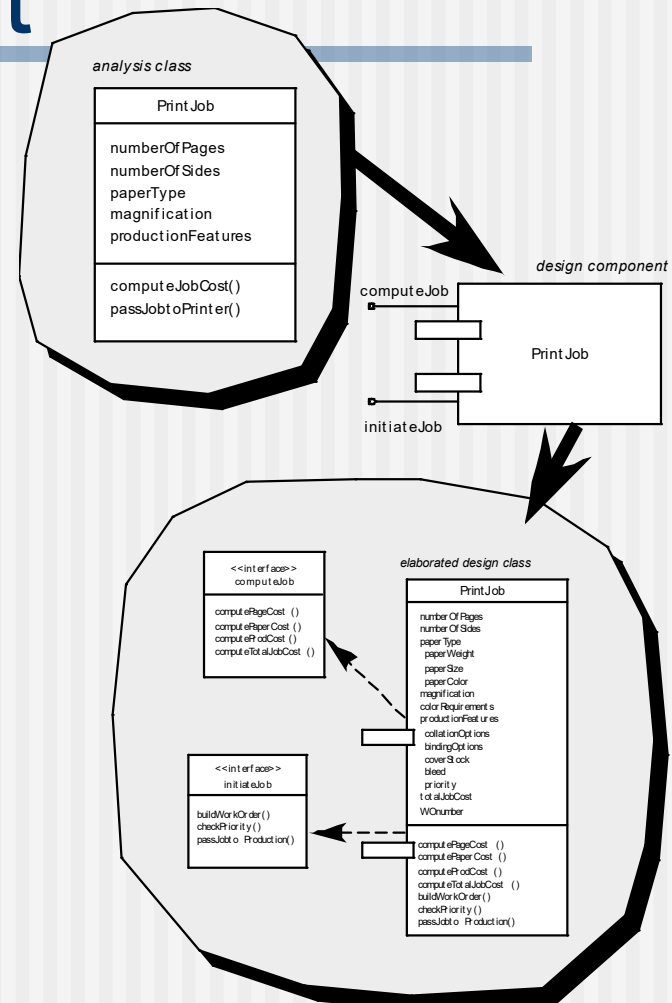 t
analysis class
PrintJob
numberOfPages
numberOfSides
paperType
magnification
productionFeatures
computeJobCost()
passJobtoPrinter()
design component
computeJob
PrintJob
initiateJob
elaborated design class
<<interface>>
computeJob
computePageCost ()
computePaperCost ()
computeProdCost ()
computeTotalJobCost ()
PrintJob
numberOfPages
numberOfSides
paperType
paperWeight
paperSize
paperColor
magnification
colorRequirements
productionFeatures
collationOptions
bindingOptions
coverStock
bleed
priority
totalJobCost
WOnumber
<<interface>>
initiateJob
buildWorkOrder()
checkPriority()
passJobto Production()
computePageCost ()
computePaperCost ()
computeProdCost ()
computeTotalJobCost ()
buildWorkOrder()
checkPriority()
passJobto Production()